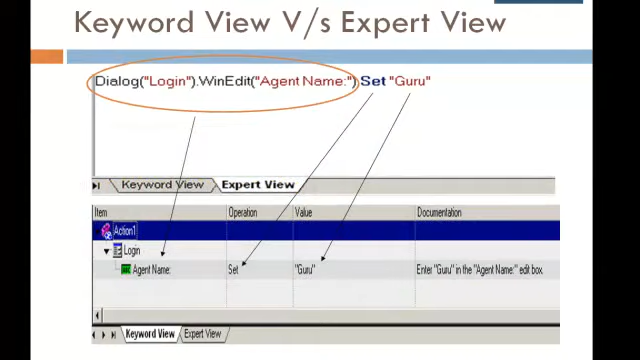 Keyword View V/s Expert View
Dialog("Login").WinEdit("Agent Name:").Set "Guru"
Keyword View Expert View
Item Operation Value Documentation
Action1
Login
Agent Name: Set "Guru" Enter "Guru" in the "Agent Name:" edit box.
Keyword View Expert View